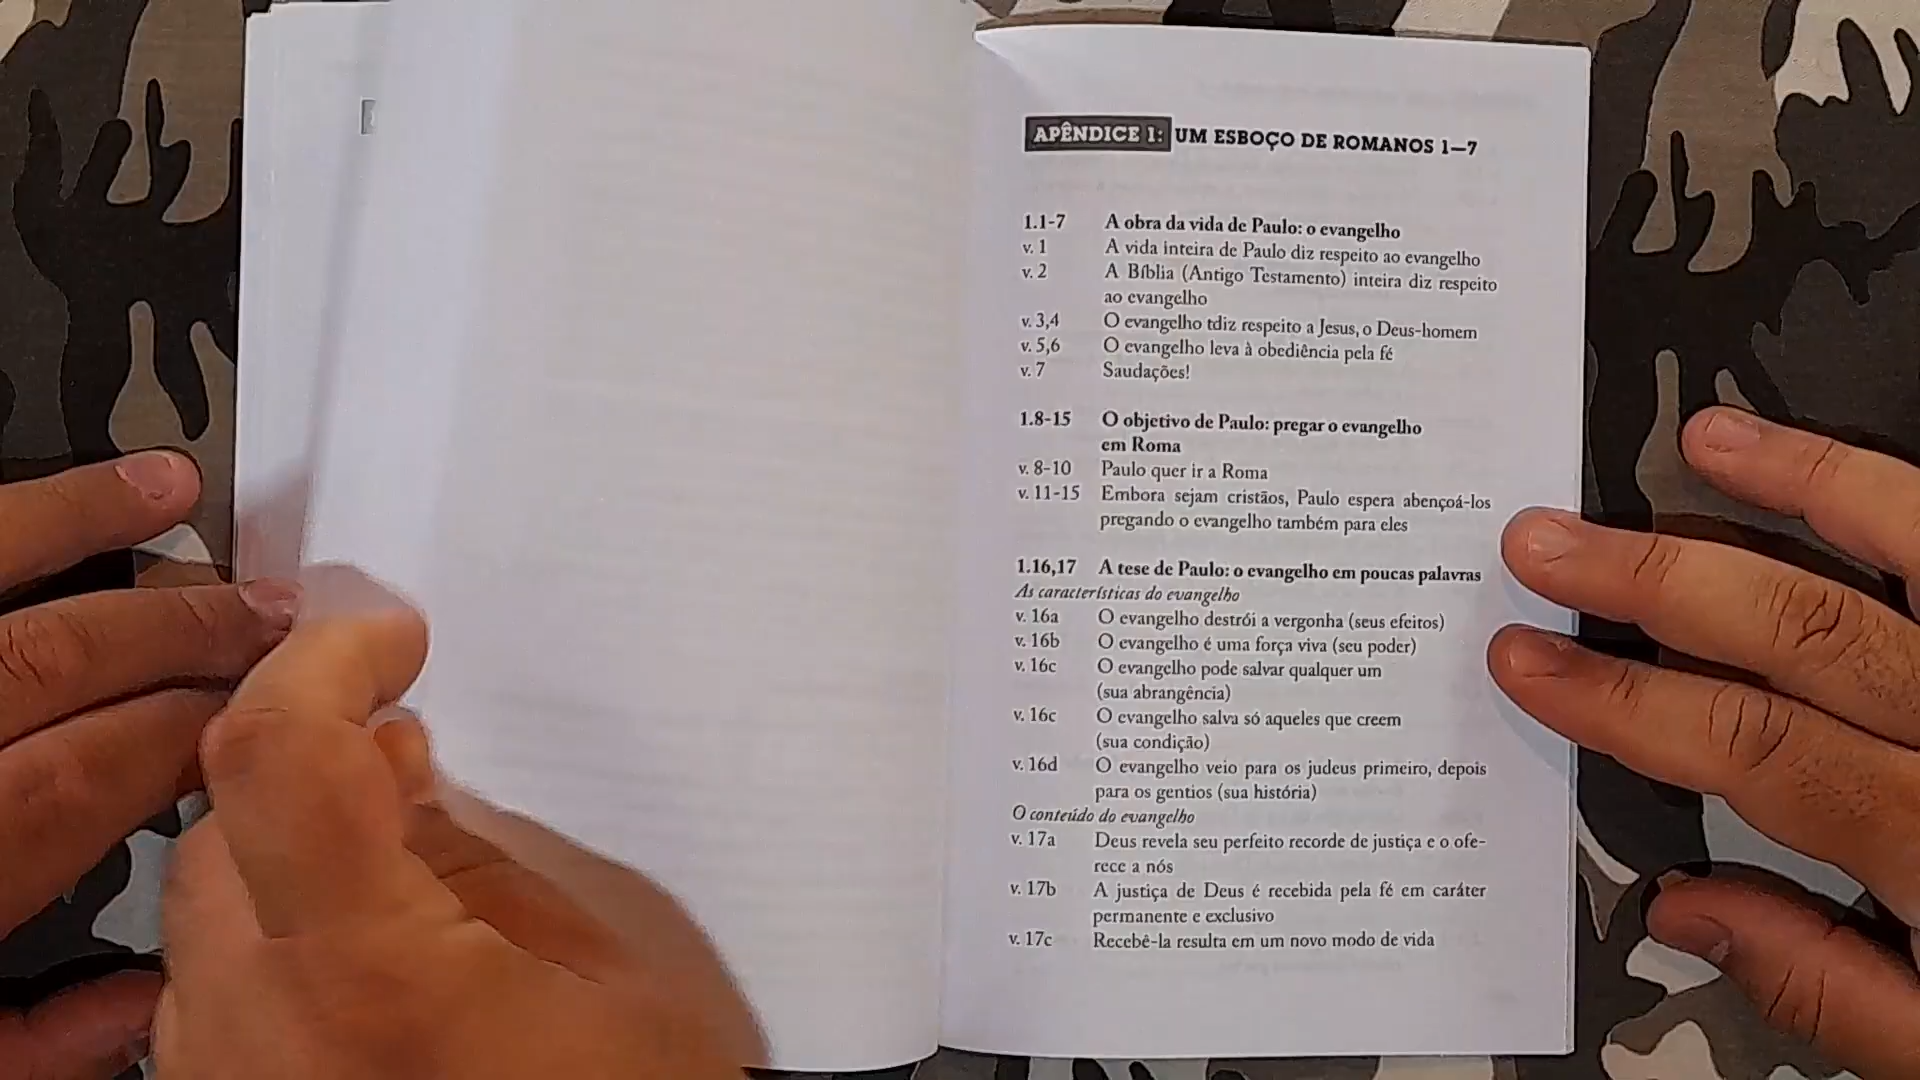 APÊNDICE 1: UM ESBOÇO DE ROMANOS 1—7
1.1-7 A obra da vida de Paulo: o evangelho
v. 1 A vida inteira de Paulo diz respeito ao evangelho
v. 2 A Bíblia (Antigo Testamento) inteira diz respeito
ao evangelho
v. 3,4 O evangelho tdiz respeito a Jesus, o Deus-homem
v. 5,6 O evangelho leva à obediência pela fé
v. 7 Saudações!
1.8-15 O objetivo de Paulo: pregar o evangelho
em Roma
v. 8-10 Paulo quer ir a Roma
v. 11-15 Embora sejam cristãos, Paulo espera abençoá-los
pregando o evangelho também para eles
1.16,17 A tese de Paulo: o evangelho em poucas palavras
As características do evangelho
v. 16a O evangelho destrói a vergonha (seus efeitos)
v. 16b O evangelho é uma força viva (seu poder)
v. 16c O evangelho pode salvar qualquer um
(sua abrangência)
v. 16c O evangelho salva só aqueles que creem
(sua condição)
v. 16d O evangelho veio para os judeus primeiro, depois
para os gentios (sua história)
O conteúdo do evangelho
v. 17a Deus revela seu perfeito recorde de justiça e o ofe-
rece a nós
v. 17b A justiça de Deus é recebida pela fé em caráter
permanente e exclusivo
v. 17c Recebê-la resulta em um novo modo de vida